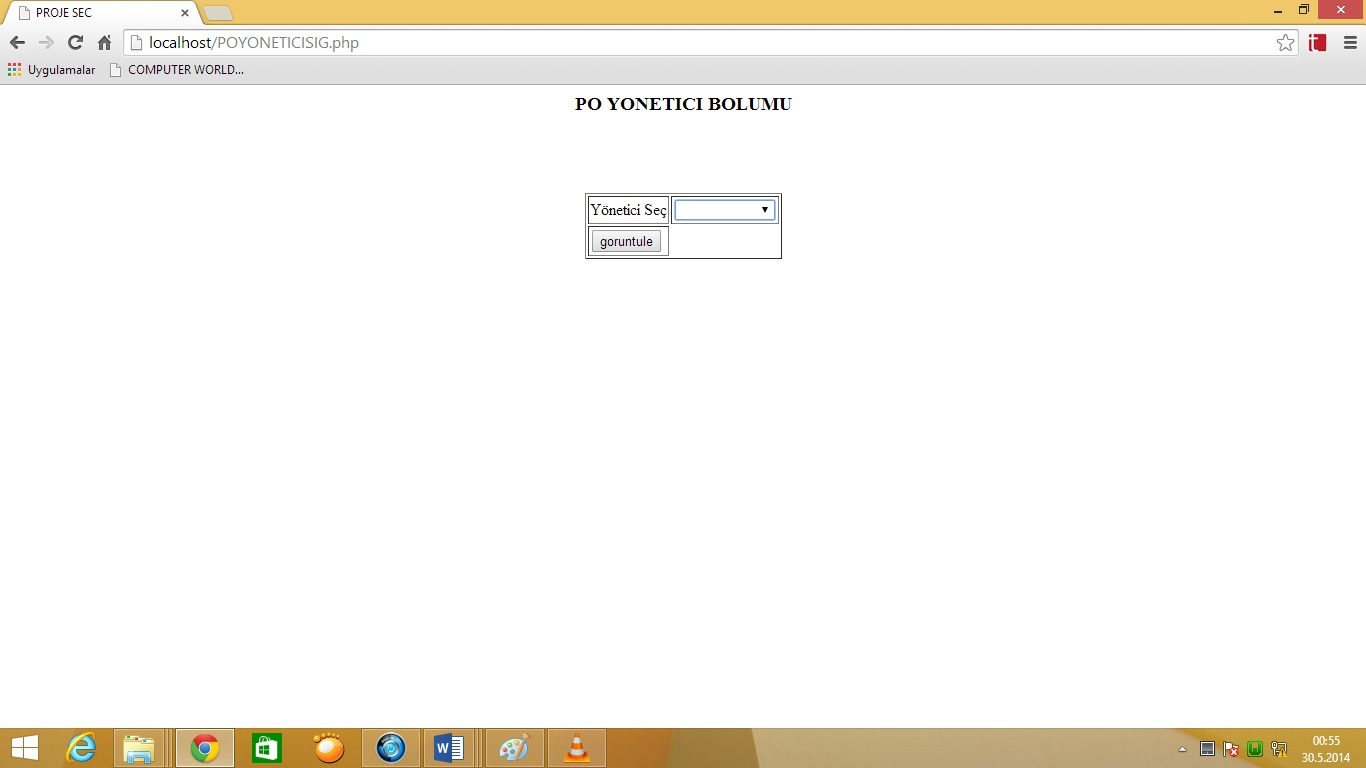 PROJE SEC
localhost/POYONETICISIG.php
Uygulamalar COMPUTER WORLD...
PO YONETICI BOLUMU
Yönetici Seç
goruntule
00:55
30.5.2014